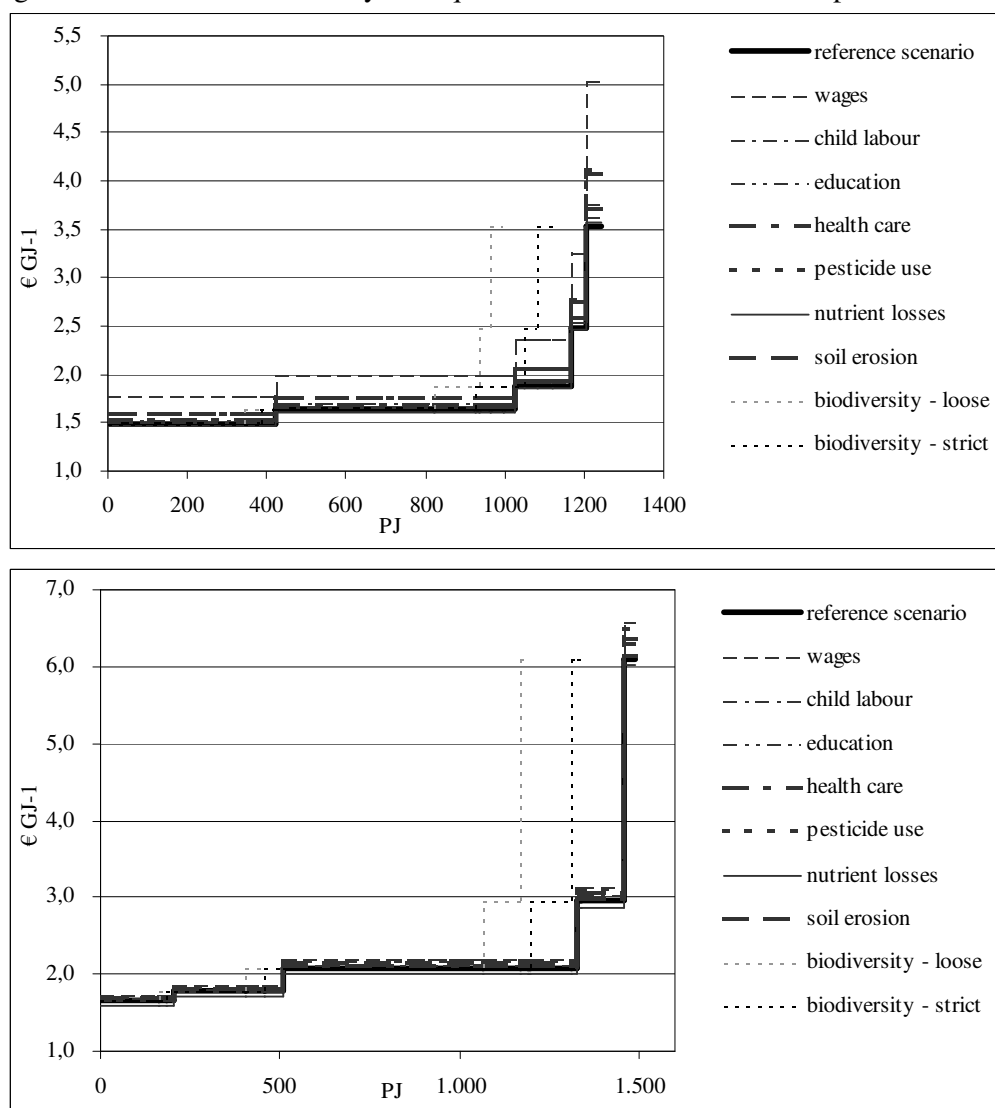 5,5
5,0
4,5
4,0
3,5
3,0
2,5
2,0
1,5
1,0
€ GJ-1
0
200
400
600
800
1000
1200
1400
PJ
reference scenario
wages
child labour
education
health care
pesticide use
nutrient losses
soil erosion
biodiversity - loose
biodiversity - strict
7,0
6,0
5,0
4,0
3,0
2,0
1,0
€ GJ-1
0
500
1.000
1.500
PJ
reference scenario
wages
child labour
education
health care
pesticide use
nutrient losses
soil erosion
biodiversity - loose
biodiversity - strict